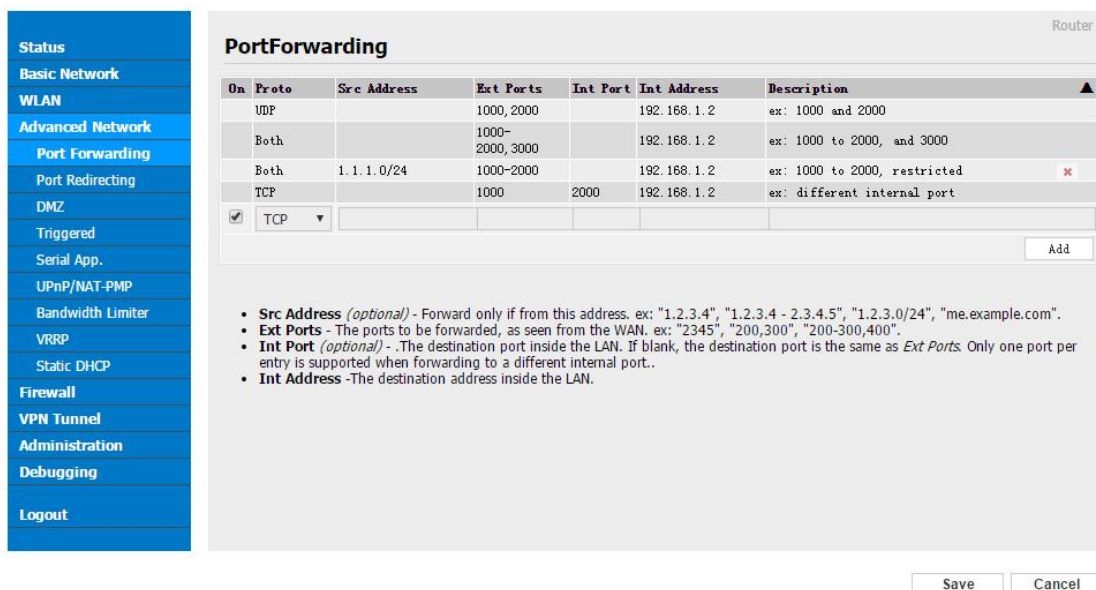 Router
Status
Basic Network
WLAN
Advanced Network
Port Forwarding
Port Redirecting
DMZ
Triggered
Serial App.
UPnP/NAT-PMP
Bandwidth Limiter
VRRP
Static DHCP
Firewall
VPN Tunnel
Administration
Debugging
Logout
PortForwarding
On Proto Src Address Ext Ports Int Port Int Address Description ▲
UDP 1000,2000 192.168.1.2 ex: 1000 and 2000
Both 1000-2000,3000 192.168.1.2 ex: 1000 to 2000, and 3000
Both 1.1.1.0/24 1000-2000 192.168.1.2 ex: 1000 to 2000, restricted
TCP 1000 2000 192.168.1.2 ex: different internal port
TCP ▼
Add
• Src Address (optional) - Forward only if from this address. ex: "1.2.3.4", "1.2.3.4 - 2.3.4.5", "1.2.3.0/24", "me.example.com".
• Ext Ports - The ports to be forwarded, as seen from the WAN. ex: "2345", "200,300", "200-300,400".
• Int Port (optional) - .The destination port inside the LAN. If blank, the destination port is the same as Ext Ports. Only one port per
entry is supported when forwarding to a different internal port..
• Int Address -The destination address inside the LAN.
Save Cancel